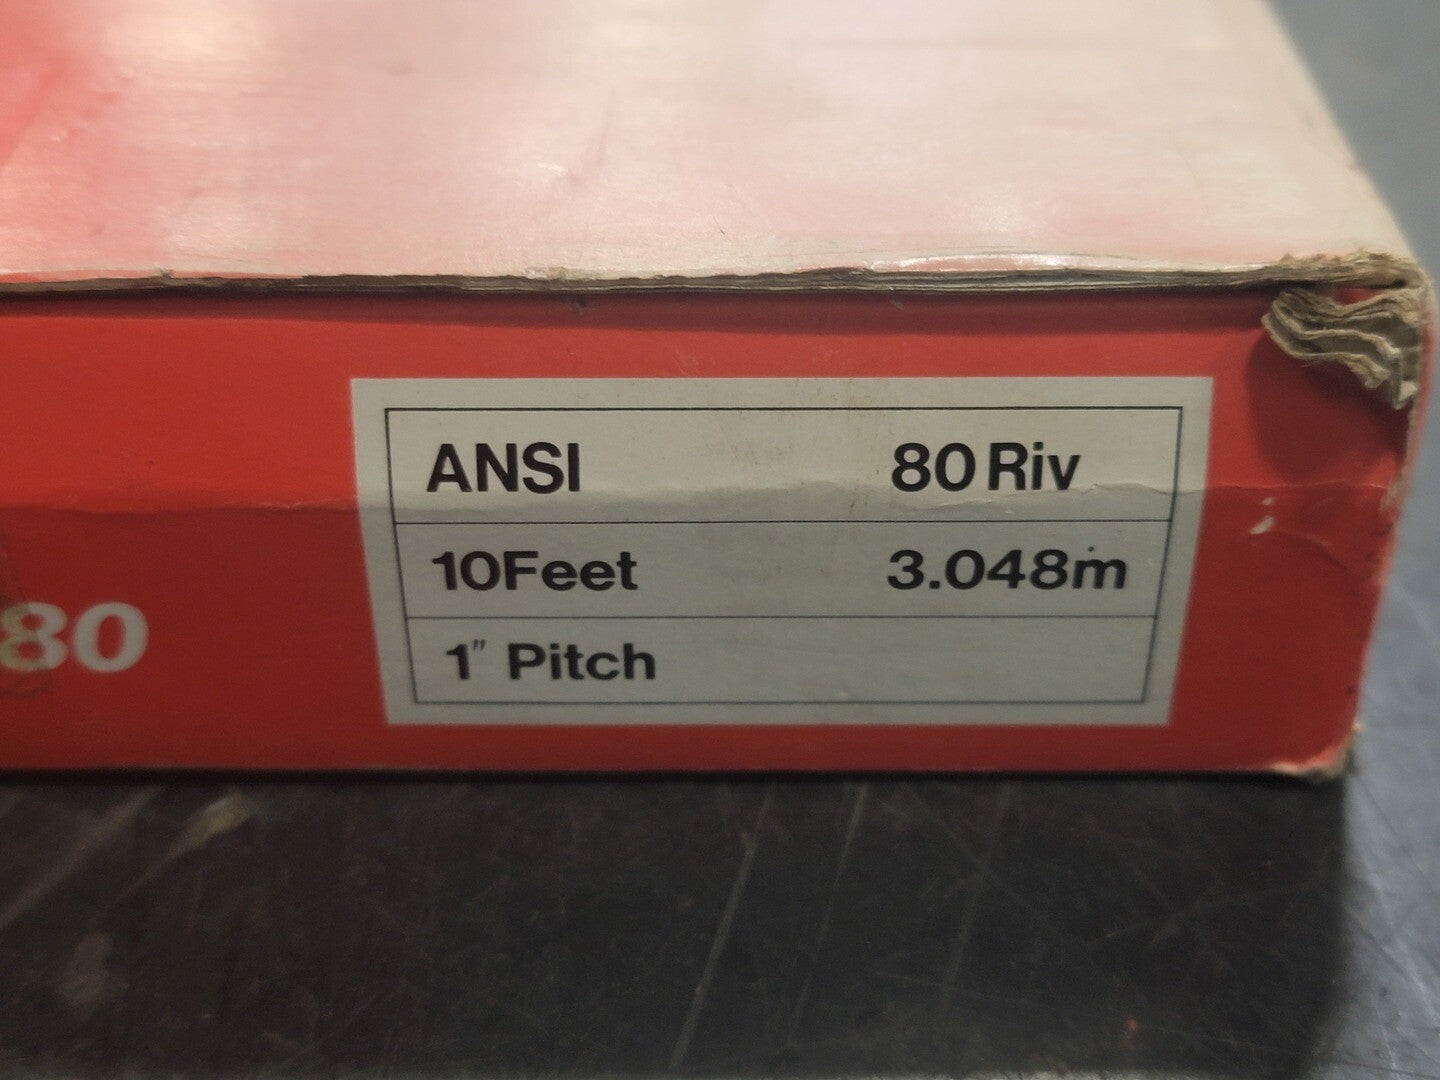 ANSI 80 Riv
10Feet 3.048m
1" Pitch
80